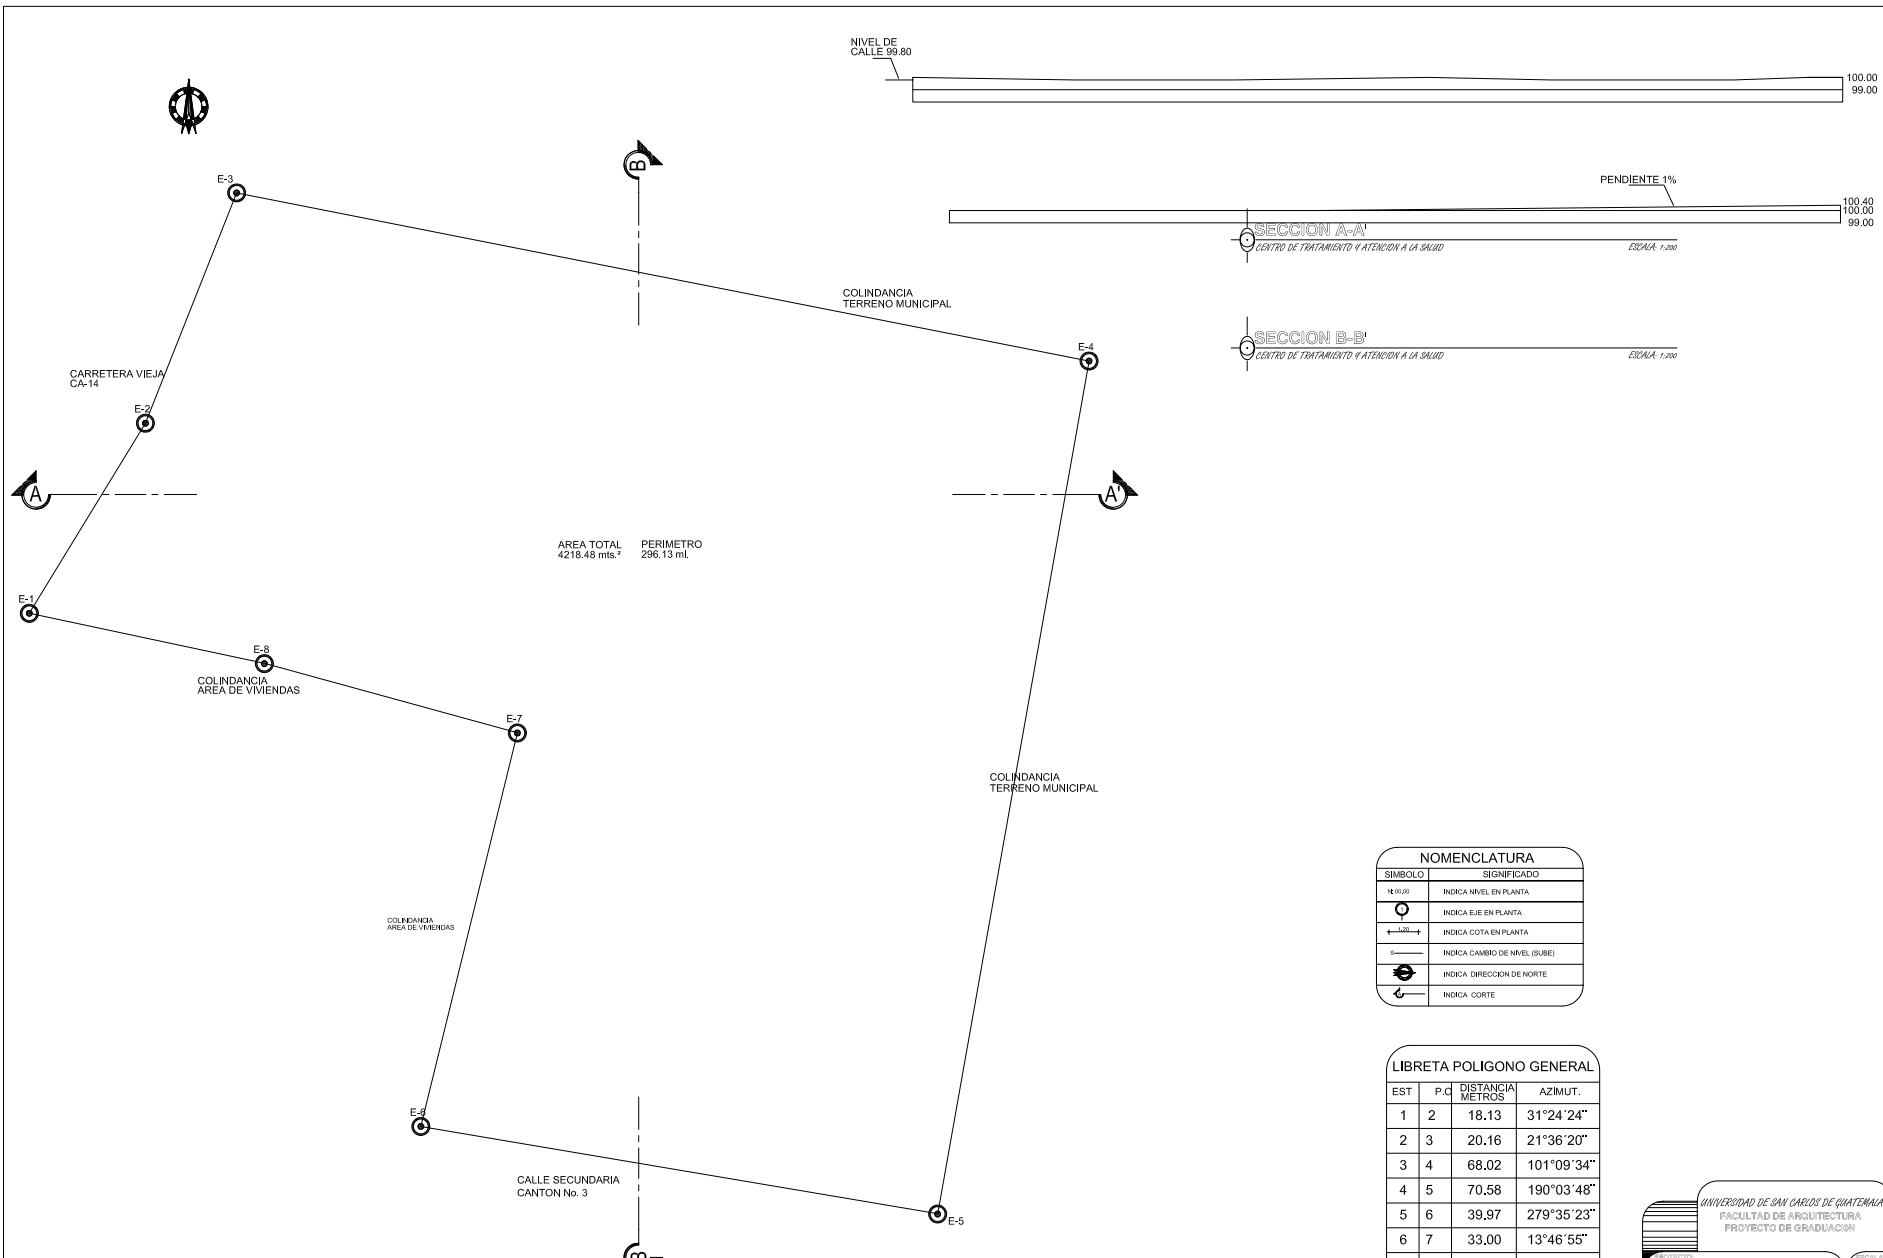 NIVEL DE
CALLE 99.80
100.00
99.00
B
E-3
PENDIENTE 1%
100.40
100.00
99.00
SECCION A-A'
CENTRO DE TRATAMIENTO Y ATENCION A LA SALUD
ESCALA: 1:200
COLINDANCIA
TERRENO MUNICIPAL
SECCION B-B'
CENTRO DE TRATAMIENTO Y ATENCION A LA SALUD
ESCALA: 1:200
E-4
CARRETERA VIEJA
CA-14
E-2
A
A'
AREA TOTAL
4218.48 mts.²
PERIMETRO
296.13 ml.
E-1
E-8
COLINDANCIA
AREA DE VIVIENDAS
E-7
COLINDANCIA
TERRENO MUNICIPAL
COLINDANCIA
AREA DE VIVIENDAS
E-6
CALLE SECUNDARIA
CANTON No. 3
E-5
B
NOMENCLATURA
SIMBOLO SIGNIFICADO
N: 00,00 INDICA NIVEL EN PLANTA
1 INDICA EJE EN PLANTA
1.20 INDICA COTA EN PLANTA
S INDICA CAMBIO DE NIVEL (SUBE)
INDICA DIRECCION DE NORTE
INDICA CORTE
LIBRETA POLIGONO GENERAL
EST P.O DISTANCIA METROS AZIMUT.
1 2 18.13 31°24´24¨
2 3 20.16 21°36´20¨
3 4 68.02 101°09´34¨
4 5 70.58 190°03´48¨
5 6 39.97 279°35´23¨
6 7 33.00 13°46´55¨
UNIVERSIDAD DE SAN CARLOS DE GUATEMALA
FACULTAD DE ARQUITECTURA
PROYECTO DE GRADUACION